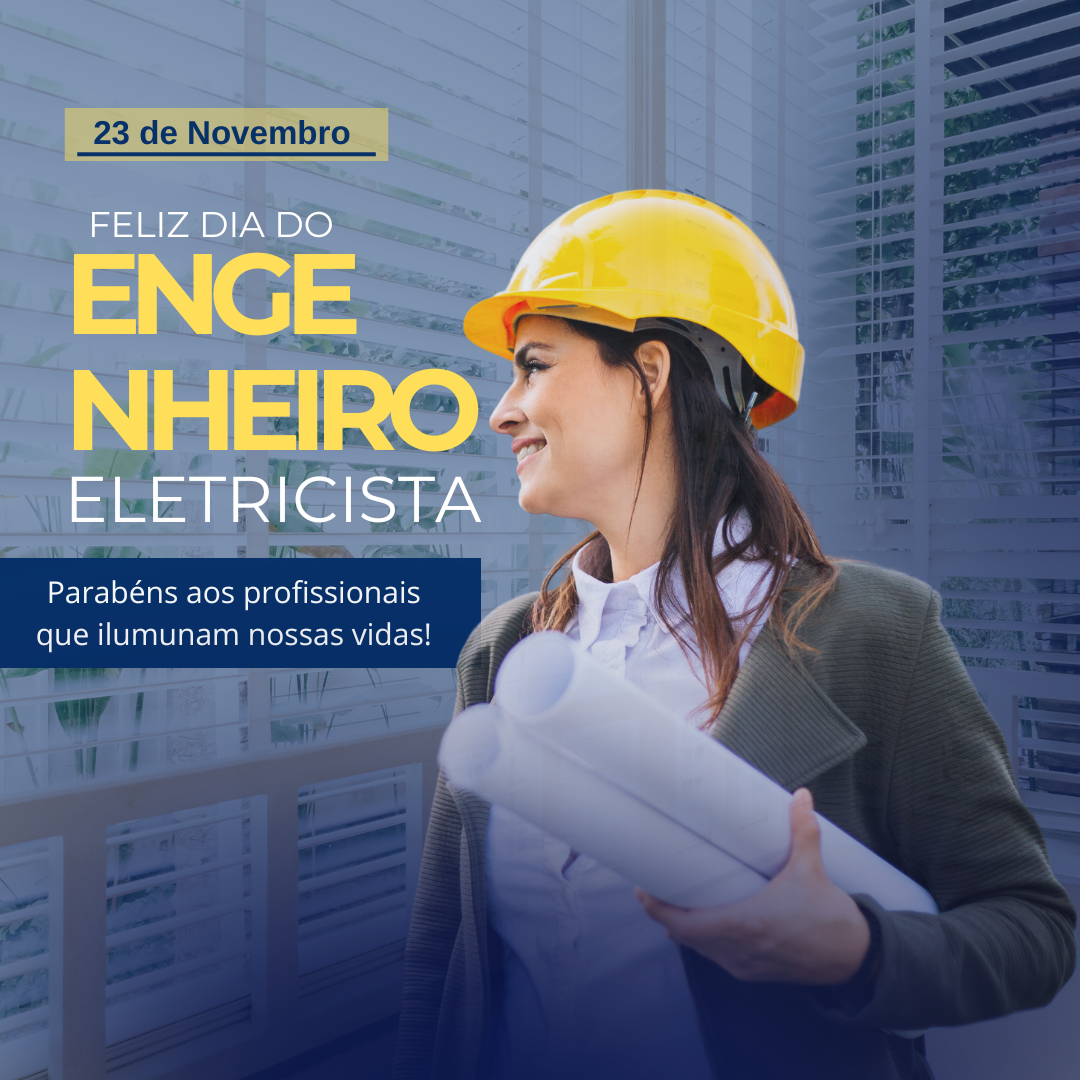 23 de Novembro
FELIZ DIA DO
ENGE
NHEIRO
ELETRICISTA
Parabéns aos profissionais
que ilumunam nossas vidas!